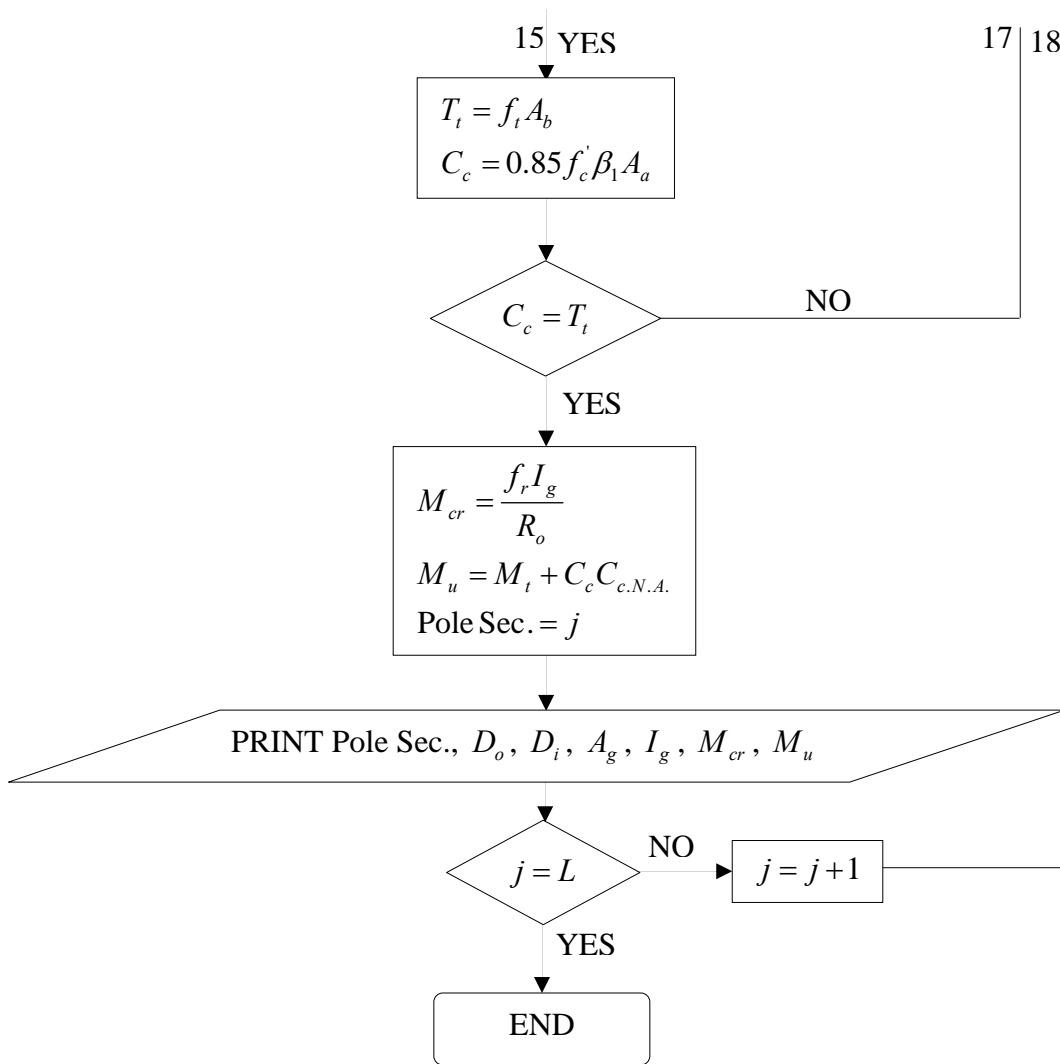 15 YES 17 18
T_t = f_t A_b
C_c = 0.85 f_c^' β_1 A_a
C_c = T_t NO
YES
M_cr = f_r I_g / R_o
M_u = M_t + C_c C_c.N.A.
Pole Sec. = j
PRINT Pole Sec., D_o, D_i, A_g, I_g, M_cr, M_u
j = L NO j = j+1
YES
END